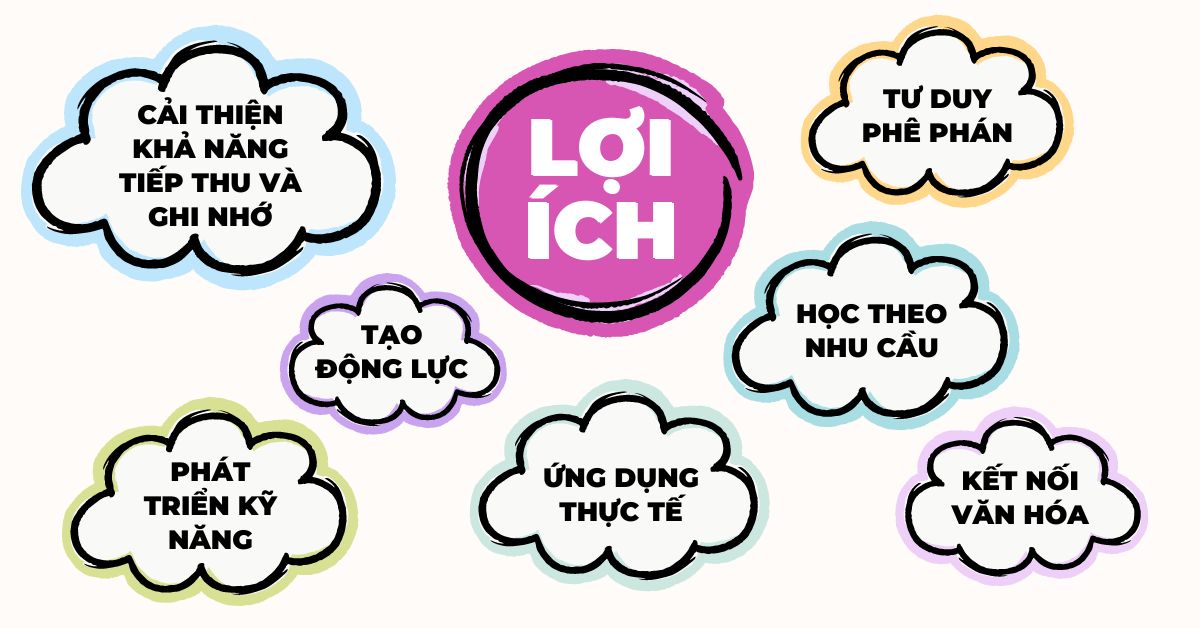 CẢI THIỆN
KHẢ NĂNG
TIẾP THU VÀ
GHI NHỚ
LỢI
ÍCH
TƯ DUY
PHÊ PHÁN
TẠO
ĐỘNG LỰC
HỌC THEO
NHU CẦU
PHÁT
TRIỂN KỸ
NĂNG
ỨNG DỤNG
THỰC TẾ
KẾT NỐI
VĂN HÓA